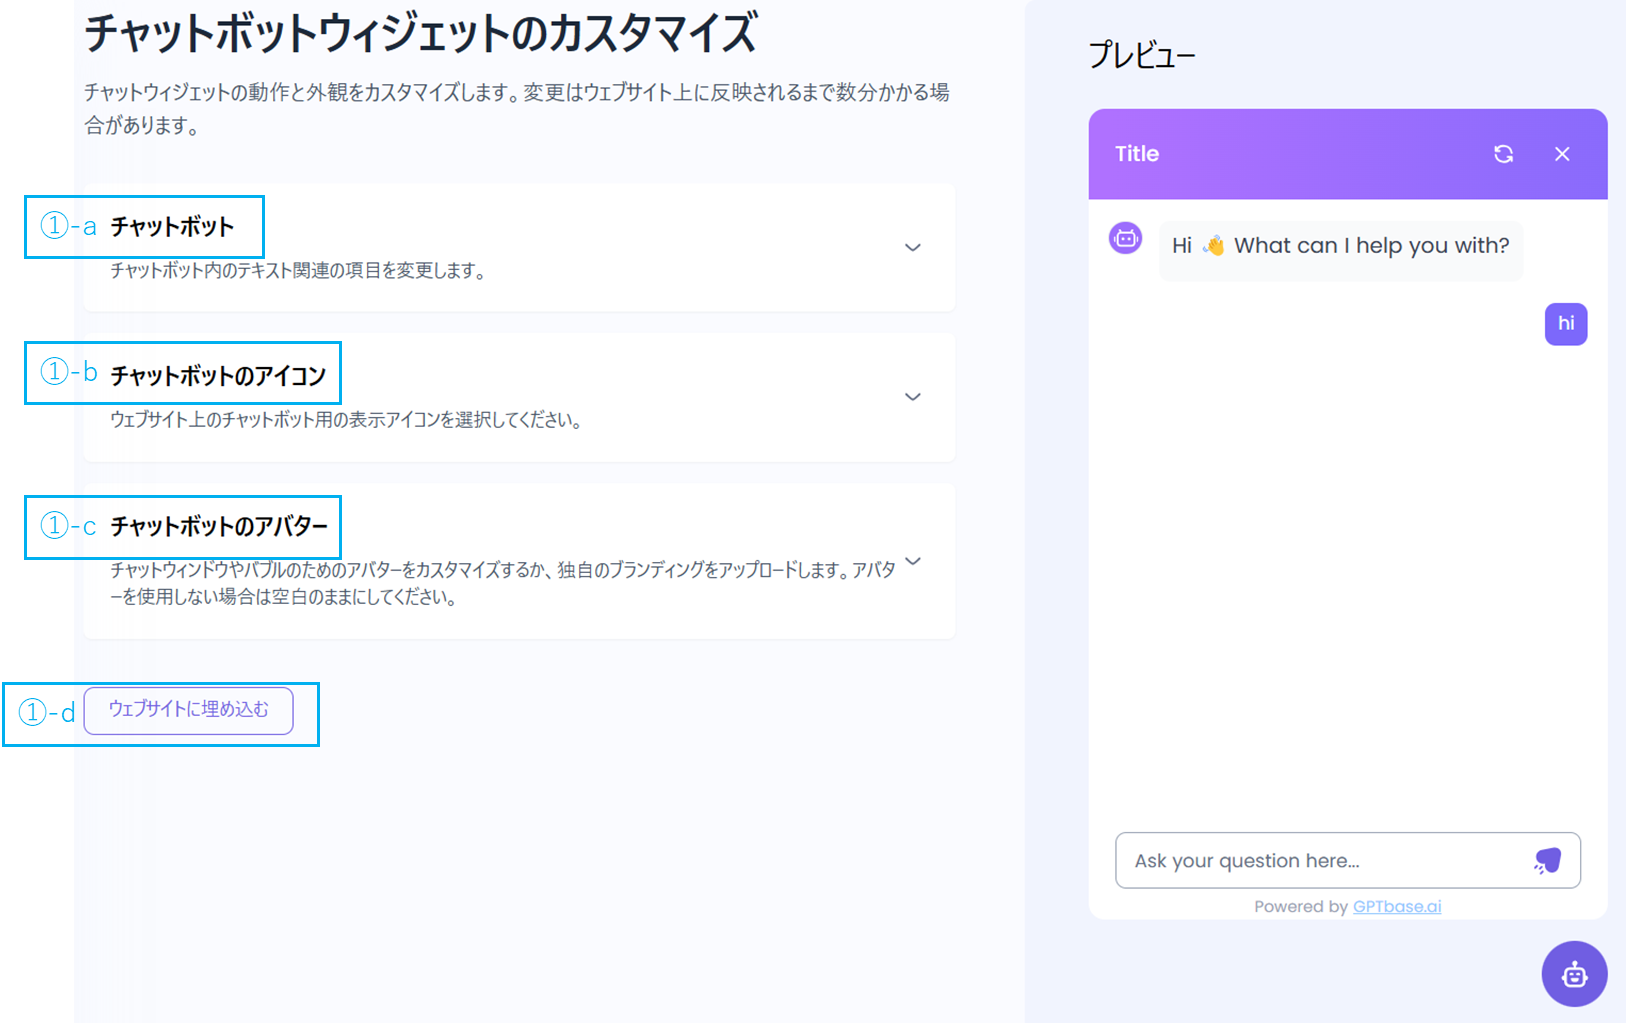 チャットボットウィジェットのカスタマイズ
チャットウィジェットの動作と外観をカスタマイズします。変更はウェブサイト上に反映されるまで数分かかる場
合があります。
①-a チャットボット
チャットボット内のテキスト関連の項目を変更します。
①-b チャットボットのアイコン
ウェブサイト上のチャットボット用の表示アイコンを選択してください。
①-c チャットボットのアバター
チャットウィンドウやバブルのためのアバターをカスタマイズするか、独自のブランディングをアップロードします。アバタ
ーを使用しない場合は空白のままにしてください。
①-d ウェブサイトに埋め込む
プレビュー
Title
Hi 👋 What can I help you with?
hi
Ask your question here...
Powered by GPTbase.ai